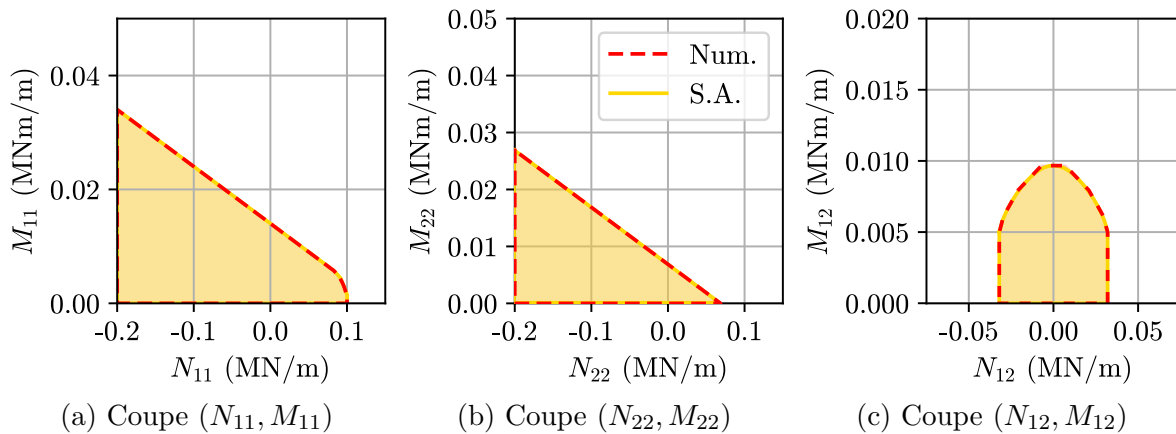 M₁₁ (MNm/m)
0.04
0.02
0.00
-0.2 -0.1 0.0 0.1
N₁₁ (MN/m)
(a) Coupe (N₁₁, M₁₁)
M₂₂ (MNm/m)
0.05
0.04
0.03
0.02
0.01
0.00
-0.2 -0.1 0.0 0.1
N₂₂ (MN/m)
Num.
S.A.
(b) Coupe (N₂₂, M₂₂)
M₁₂ (MNm/m)
0.020
0.015
0.010
0.005
0.000
-0.05 0.00 0.05
N₁₂ (MN/m)
(c) Coupe (N₁₂, M₁₂)